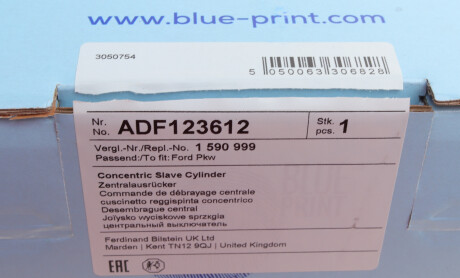 www.blue-print.com
3050754
5 050063 306828
Nr.
No. ADF123612
Stk.
pcs. 1
Vergl.-Nr./Repl.-No. 1 590 999
Passend/To fit: Ford Pkw
Concentric Slave Cylinder
Zentralausrücker
Commande de débrayage centrale
cuscinetto reggispinta concentrico
Desembrague central
Łożysko wyciskowe sprzęgła
центральный выключатель
Ferdinand Bilstein UK Ltd
Marden | Kent TN12 9QJ | United Kingdom
EAC